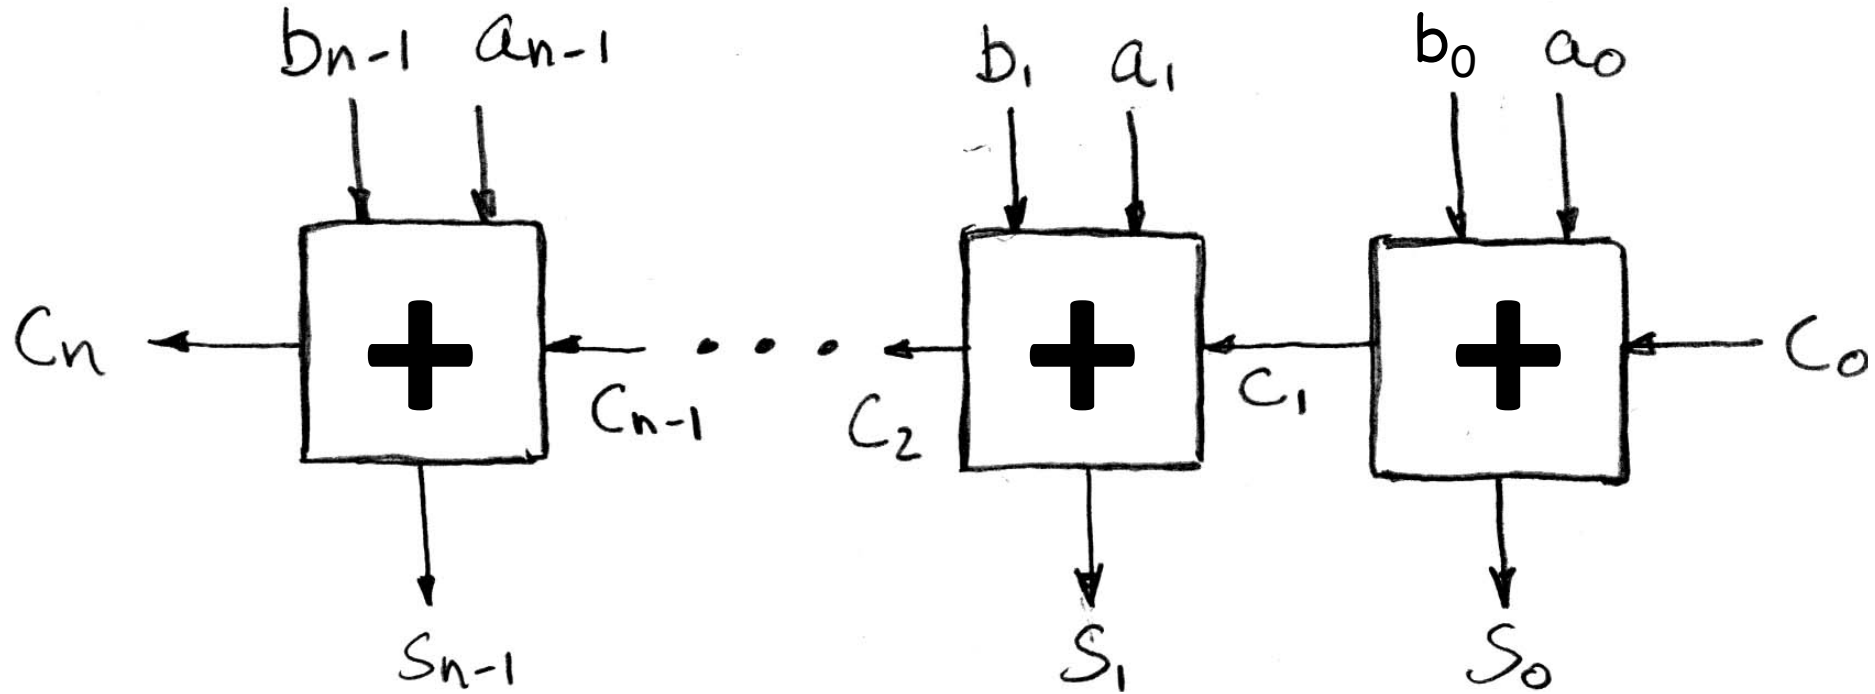 bn-1 an-1 b1 a1 b0 a0
Cn + Cn-1 • • • C2 + C1 + C0
Sn-1 S1 S0